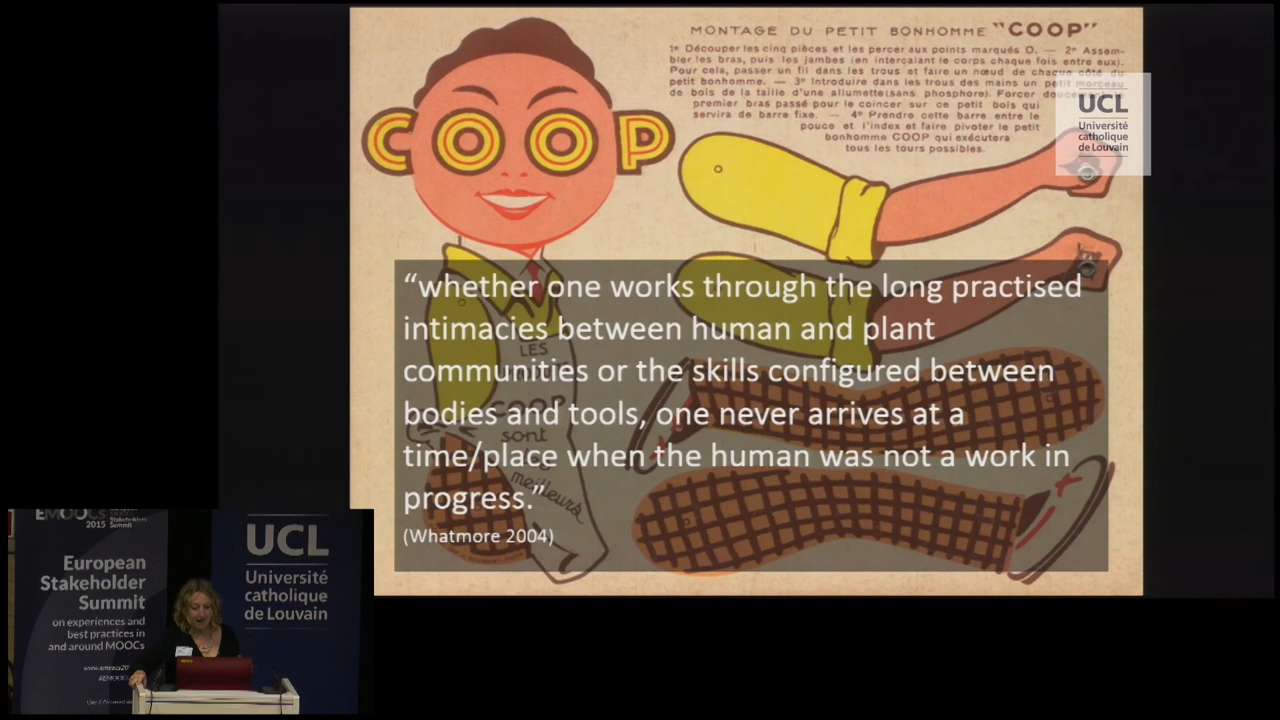 MONTAGE DU PETIT BONHOMME "COOP"
1º Découper les cinq pièces et les percer aux points marqués O. — 2º Assem-
bler les bras, puis les jambes (en intercalant le corps chaque fois entre eux).
Pour cela, passer un fil dans les trous et faire un nœud de chaque côté du
petit bonhomme. — 3º Introduire dans les trous des mains un petit morceau
de bois de la taille d'une allumette (sans phosphore). Forcer
premier bras passé pour le coincer sur ce petit bois qui
servira de barre fixe. — 4º Prendre cette barre entre le
pouce et l'index et faire pivoter le petit
bonhomme COOP qui exécutera
tous les tours possibles.
UCL
Université
catholique
de Louvain
COOP
“whether one works through the long practised
intimacies between human and plant
communities or the skills configured between
bodies and tools, one never arrives at a
time/place when the human was not a work in
progress.”
(Whatmore 2004)
LES
COOP
sont
meilleurs
EMOOCs
2015
European
Stakeholder
Summit
on experiences and
best practices in
and around MOOCs
UCL
Université
catholique
de Louvain